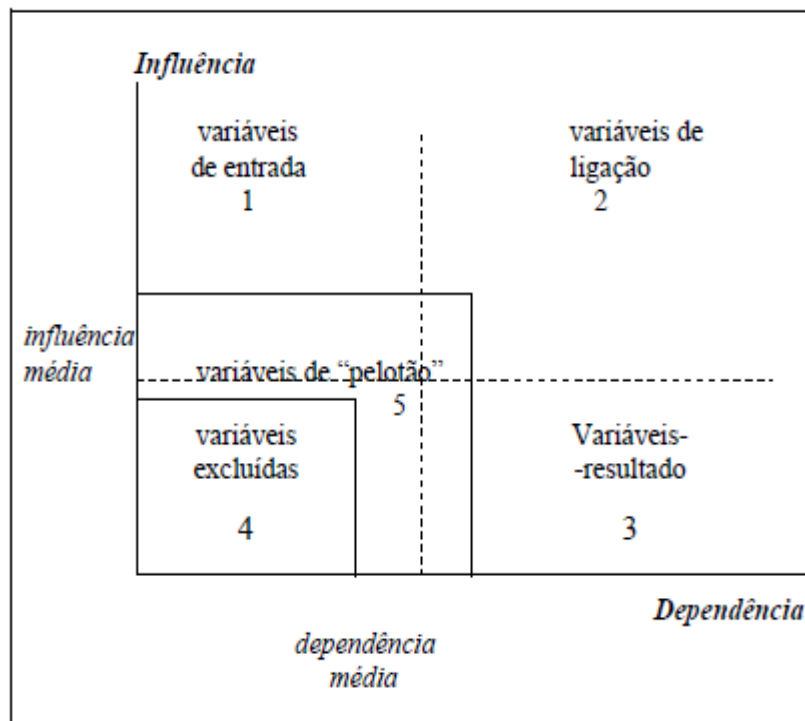 Influência
variáveis
de entrada
1
variáveis de
ligação
2
influência
média
variáveis de “pelotão”
5
variáveis
excluídas
4
Variáveis-
-resultado
3
Dependência
dependência
média